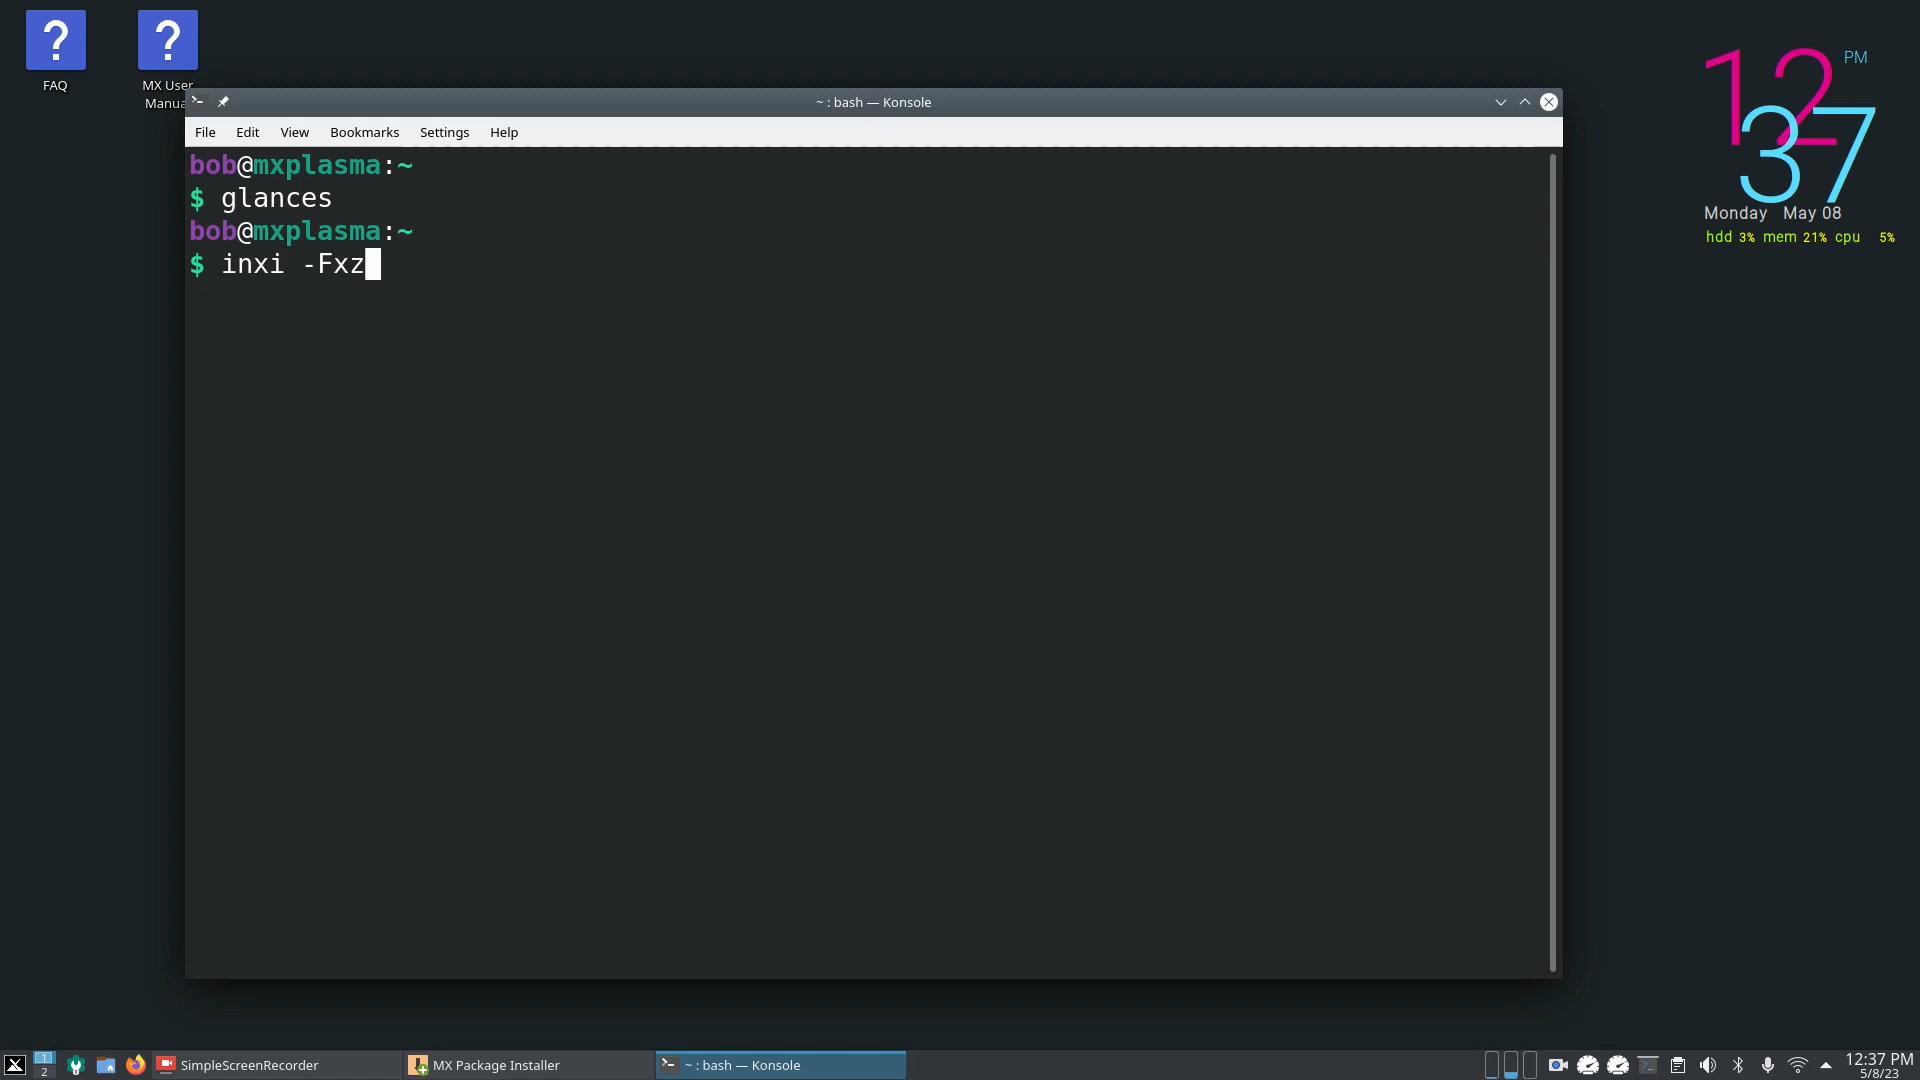 FAQ
MX User
Manua
~ : bash — Konsole
File Edit View Bookmarks Settings Help
bob@mxplasma:~
$ glances
bob@mxplasma:~
$ inxi -Fxz
12 PM
37
Monday May 08
hdd 3% mem 21% cpu 5%
1
2
SimpleScreenRecorder
MX Package Installer
~ : bash — Konsole
12:37 PM
5/8/23